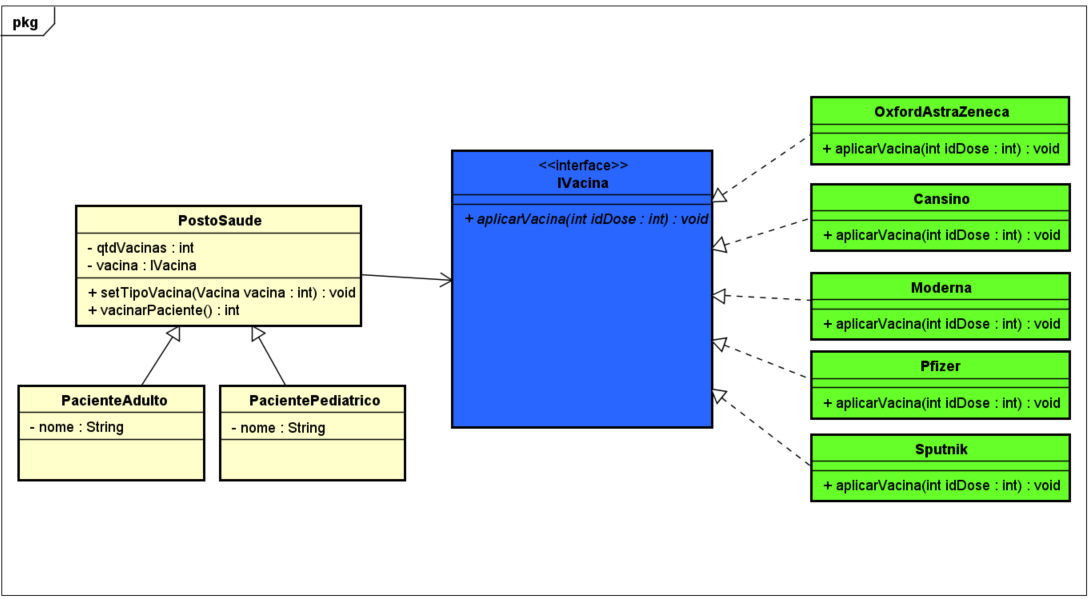 pkg
PostoSaude
- qtdVacinas : int
- vacina : IVacina
+ setTipoVacina(Vacina vacina : int) : void
+ vacinarPaciente() : int
PacienteAdulto
- nome : String
PacientePediatrico
- nome : String
<<interface>>
IVacina
+ aplicarVacina(int idDose : int) : void
OxfordAstraZeneca
+ aplicarVacina(int idDose : int) : void
Cansino
+ aplicarVacina(int idDose : int) : void
Moderna
+ aplicarVacina(int idDose : int) : void
Pfizer
+ aplicarVacina(int idDose : int) : void
Sputnik
+ aplicarVacina(int idDose : int) : void